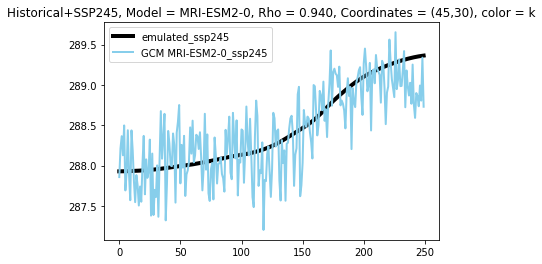 Historical+SSP245, Model = MRI-ESM2-0, Rho = 0.940, Coordinates = (45,30), color = k
emulated_ssp245
GCM MRI-ESM2-0_ssp245
289.5
289.0
288.5
288.0
287.5
0 50 100 150 200 250